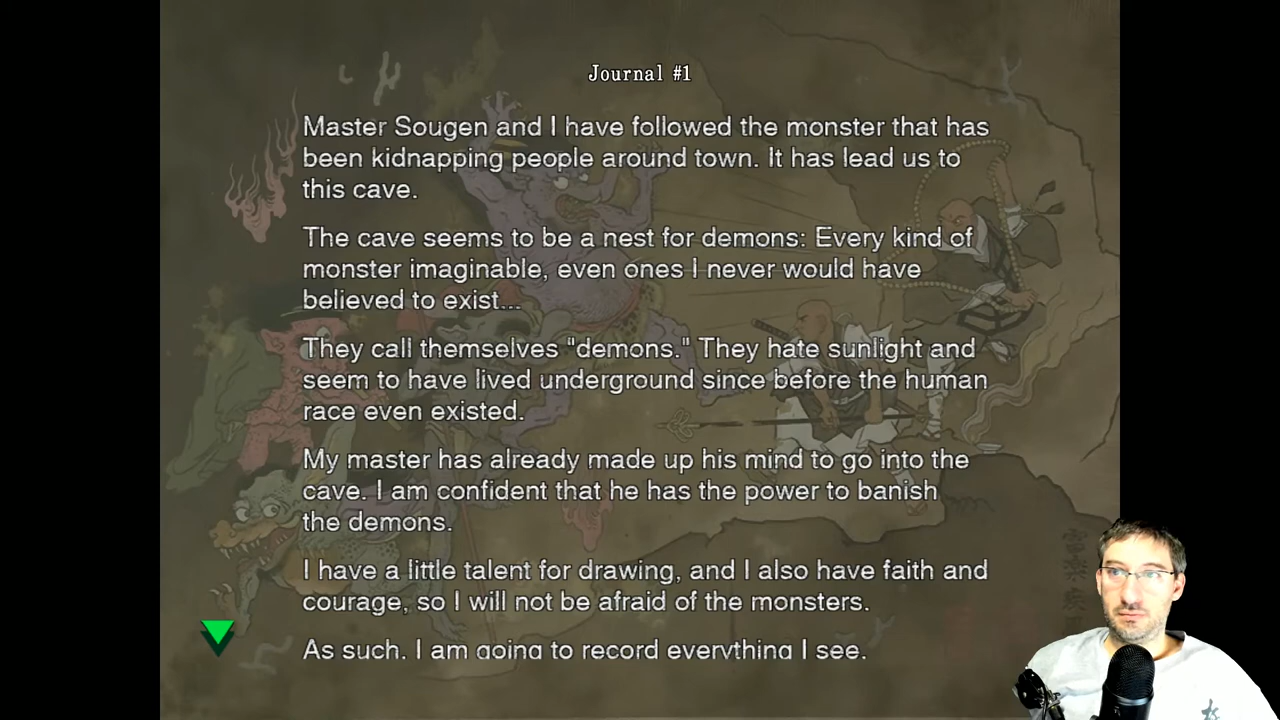 Journal #1
Master Sougen and I have followed the monster that has
been kidnapping people around town. It has lead us to
this cave.
The cave seems to be a nest for demons: Every kind of
monster imaginable, even ones I never would have
believed to exist...
They call themselves "demons." They hate sunlight and
seem to have lived underground since before the human
race even existed.
My master has already made up his mind to go into the
cave. I am confident that he has the power to banish
the demons.
I have a little talent for drawing, and I also have faith and
courage, so I will not be afraid of the monsters.
As such. I am going to record everything I see.